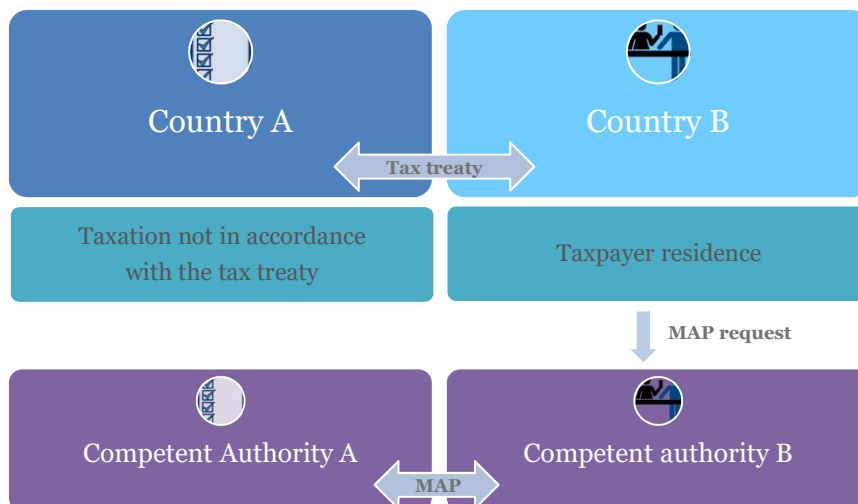 Country A
Country B
Tax treaty
Taxation not in accordance
with the tax treaty
Taxpayer residence
MAP request
Competent Authority A
Competent authority B
MAP